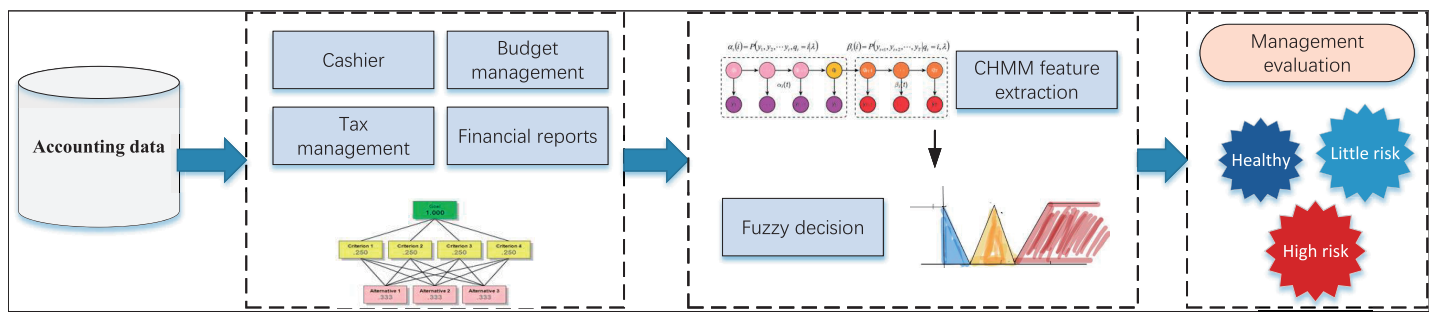 Accounting data
Cashier
Budget
management
Tax
management
Financial reports
1.000
Criterion 1
.250
Criterion 2
.250
Criterion 3
.250
Criterion 4
.250
Alternative 1
.333
Alternative 2
.333
Alternative 3
.333
CHMM feature
extraction
Fuzzy decision
Management
evaluation
Healthy
Little risk
High risk